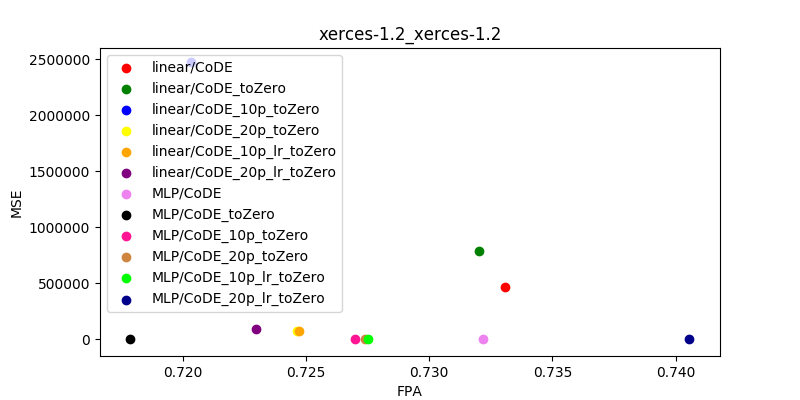 xerces-1.2_xerces-1.2
2500000
2000000
1500000
1000000
500000
0
MSE
linear/CoDE
linear/CoDE_toZero
linear/CoDE_10p_toZero
linear/CoDE_20p_toZero
linear/CoDE_10p_lr_toZero
linear/CoDE_20p_lr_toZero
MLP/CoDE
MLP/CoDE_toZero
MLP/CoDE_10p_toZero
MLP/CoDE_20p_toZero
MLP/CoDE_10p_lr_toZero
MLP/CoDE_20p_lr_toZero
0.720 0.725 0.730 0.735 0.740
FPA